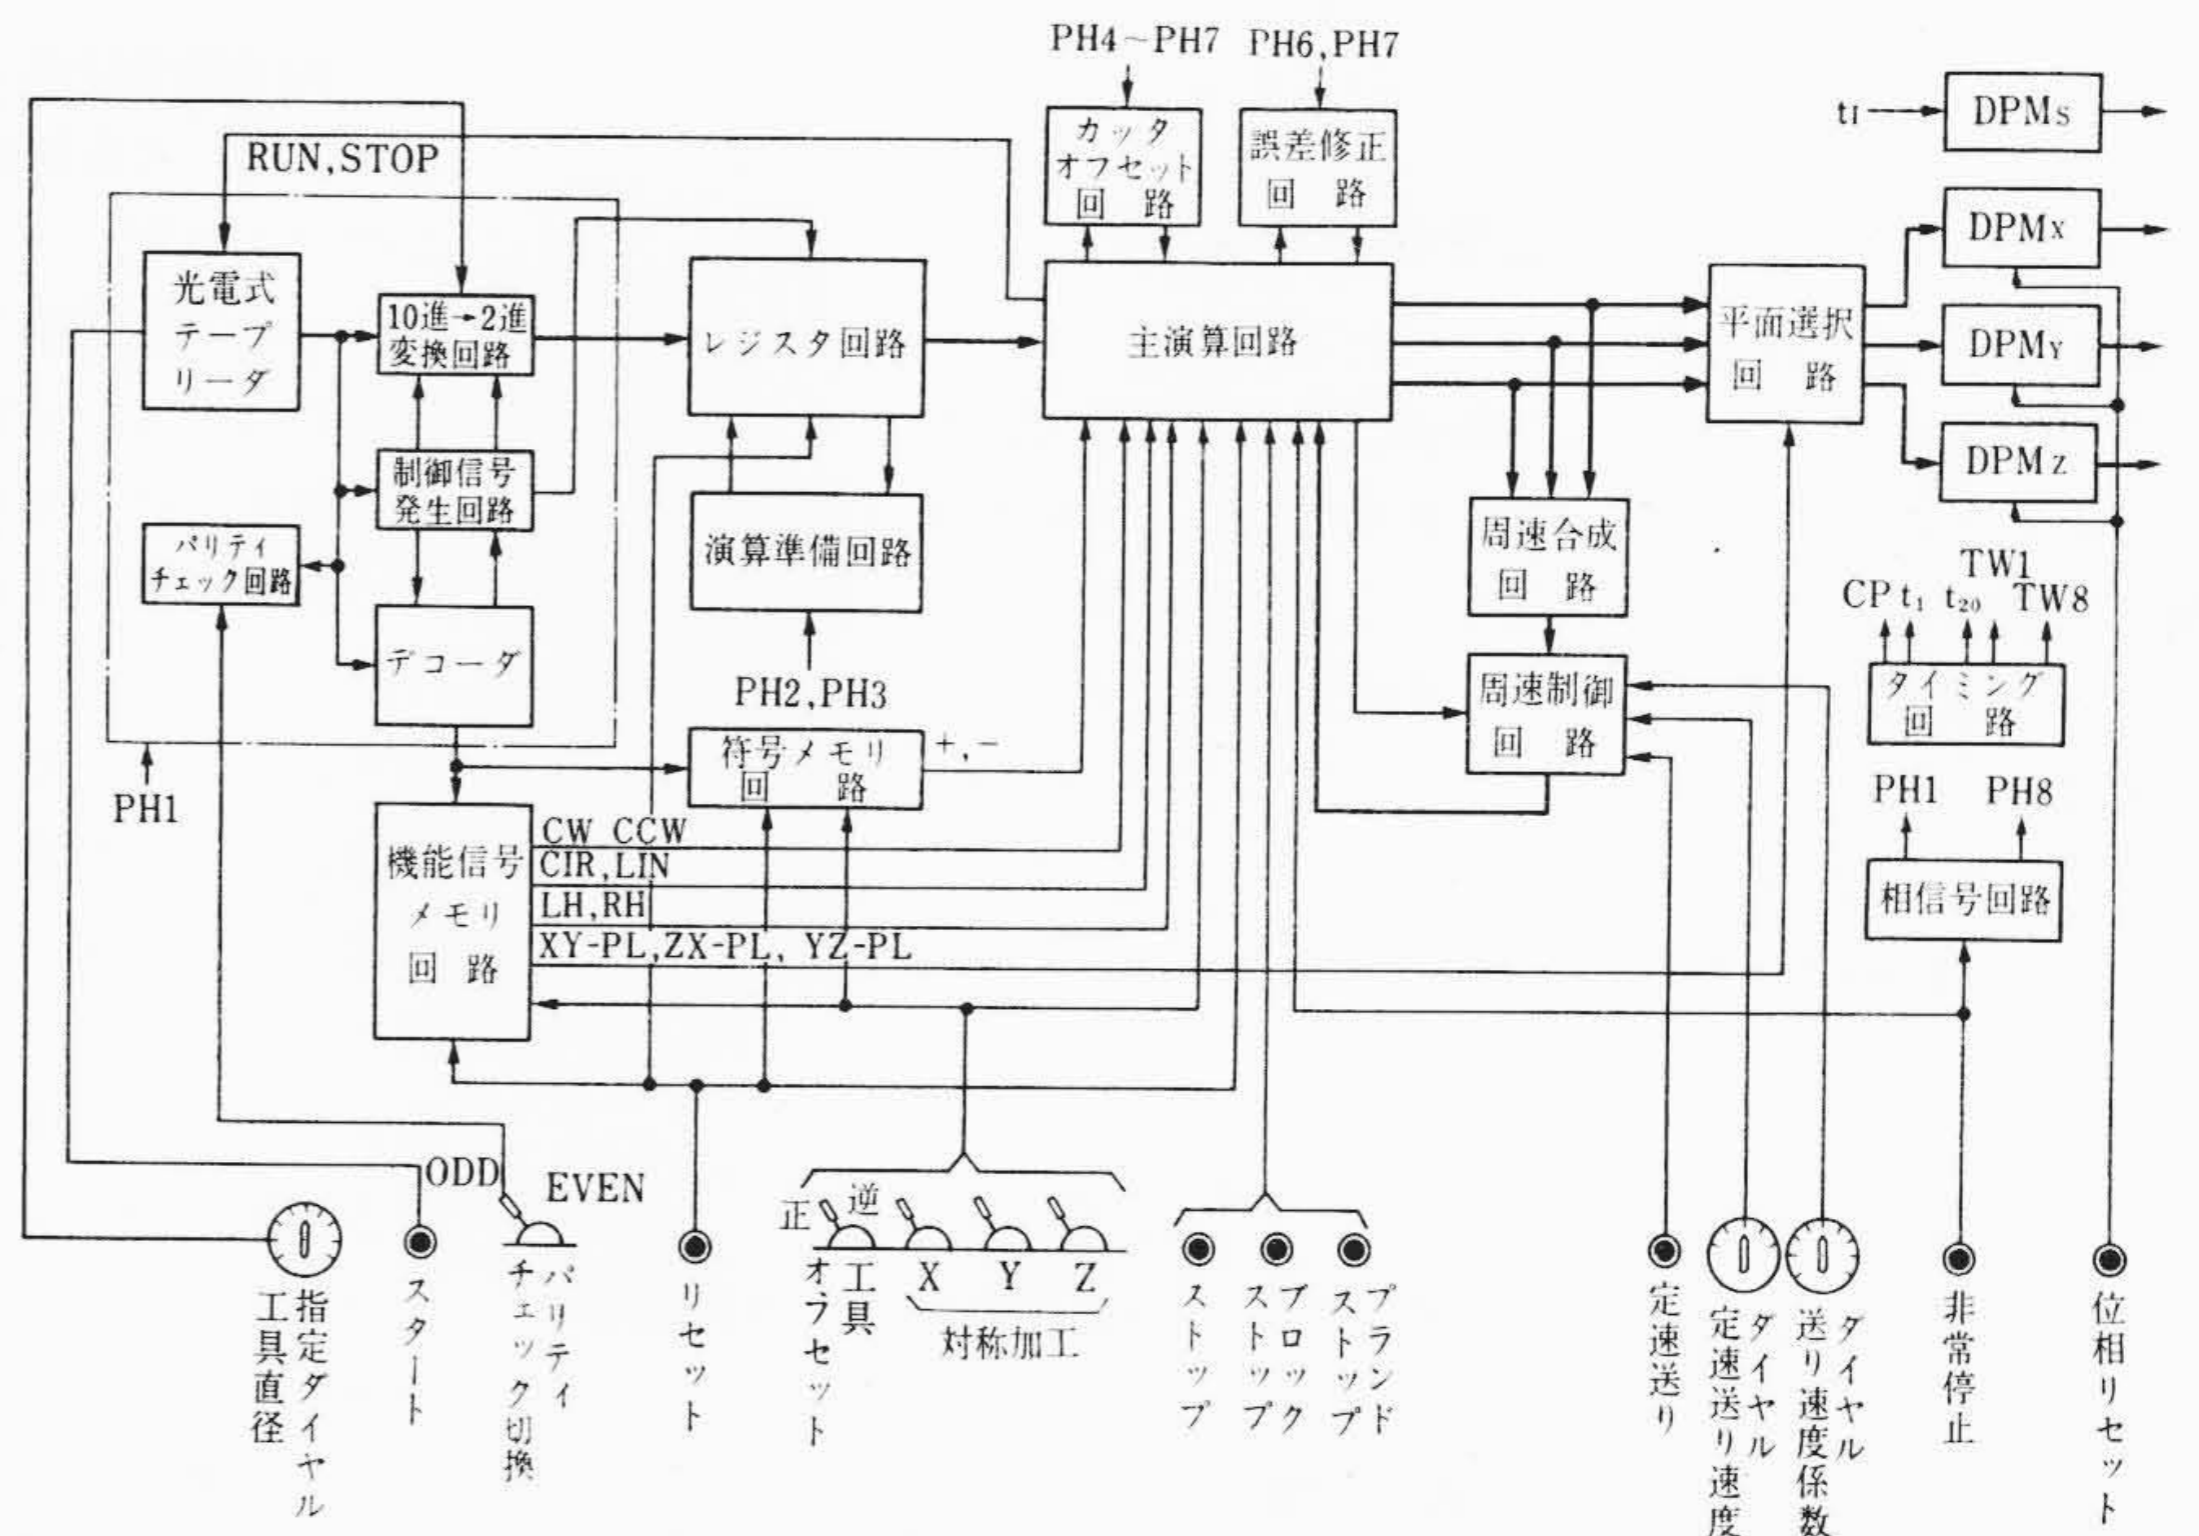 PH4~PH7
PH6,PH7
RUN,STOP
カッタ
オフセット
回路
誤差修正
回路
tI
DPMS
DPMX
DPMY
DPMZ
光電式
テープ
リーダ
10進→2進
変換回路
レジスタ回路
主演算回路
平面選択
回路
制御信号
発生回路
パリティ
チェック回路
演算準備回路
周速合成
回路
デコーダ
PH2,PH3
周速制御
回路
TW1
CP t₁ t₂₀ TW8
タイミング
回路
PH1
符号メモリ
回路
+,−
PH1 PH8
相信号回路
機能信号
メモリ
回路
CW CCW
CIR,LIN
LH,RH
XY-PL,ZX-PL, YZ-PL
ODD
EVEN
正
逆
X
Y
Z
対称加工
工具直径
指定ダイヤル
スタート
パリティ
チェック切換
リセット
工具
オフセット
ストップ
ブロック
ストップ
プランド
ストップ
定速送り
定速送り速度
ダイヤル
送り速度係数
ダイヤル
非常停止
位相リセット